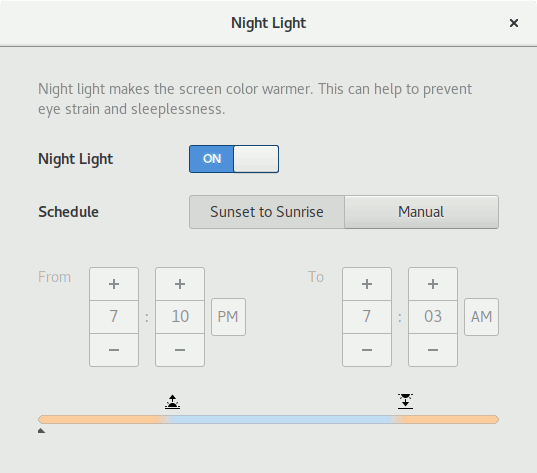 Night Light
Night light makes the screen color warmer. This can help to prevent
eye strain and sleeplessness.
Night Light ON
Schedule Sunset to Sunrise Manual
From 7 : 10 PM To 7 : 03 AM